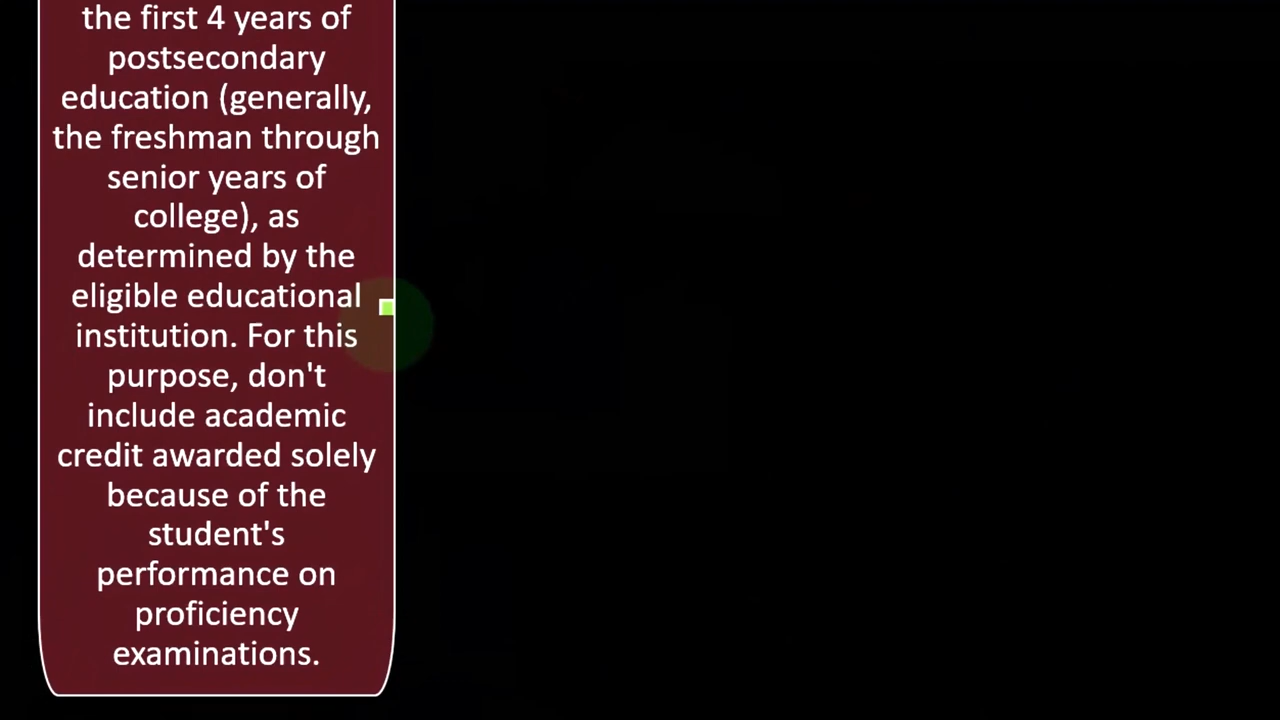 the first 4 years of
postsecondary
education (generally,
the freshman through
senior years of
college), as
determined by the
eligible educational
institution. For this
purpose, don't
include academic
credit awarded solely
because of the
student's
performance on
proficiency
examinations.